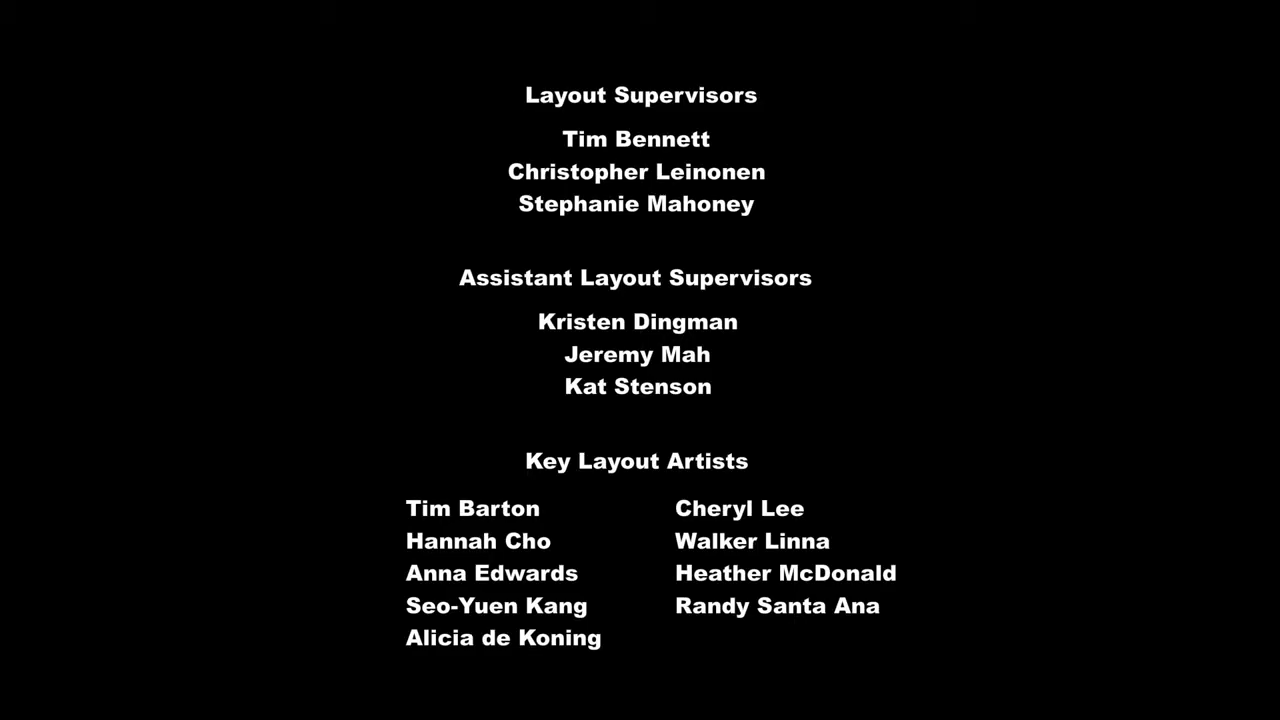 Layout Supervisors
Tim Bennett
Christopher Leinonen
Stephanie Mahoney
Assistant Layout Supervisors
Kristen Dingman
Jeremy Mah
Kat Stenson
Key Layout Artists
Tim Barton
Hannah Cho
Anna Edwards
Seo-Yuen Kang
Alicia de Koning
Cheryl Lee
Walker Linna
Heather McDonald
Randy Santa Ana